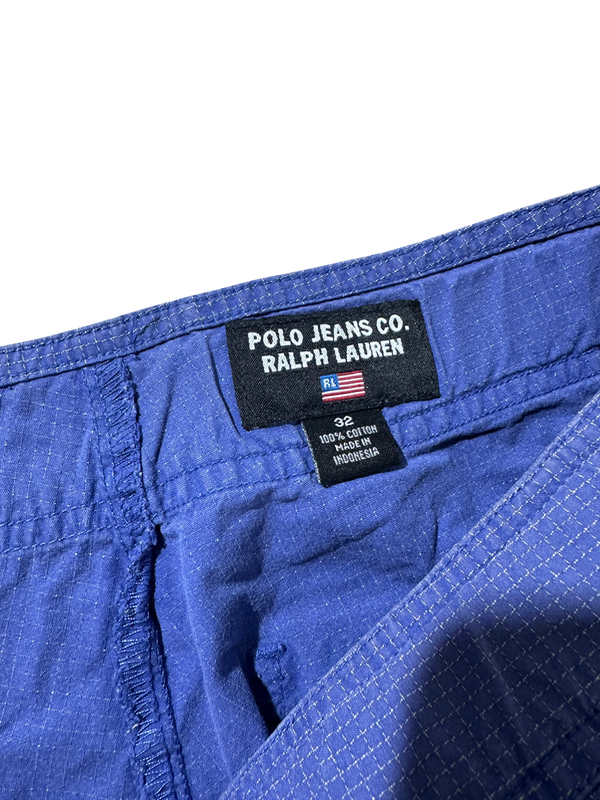 POLO JEANS CO.
RALPH LAUREN
RL
32
100% COTTON
MADE IN
INDONESIA